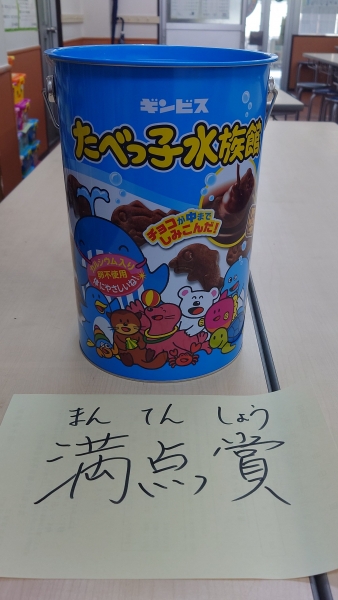 ギンビス
たべっ子水族館
チョコが中まで
しみこんだ!
カルシウム入り
卵不使用
体にやさしいね!
まんてんしょう
満点賞